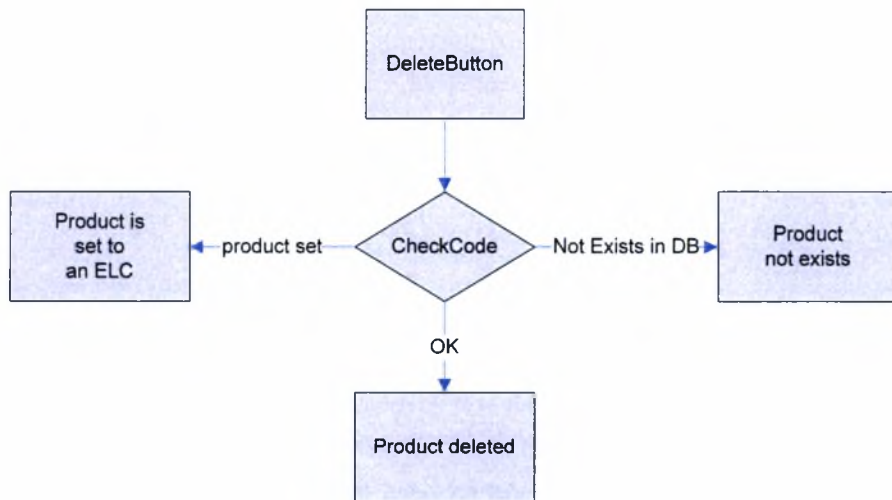 DeleteButton
Product is
set to
an ELC
product set
CheckCode
Not Exists in DB
Product
not exists
OK
Product deleted